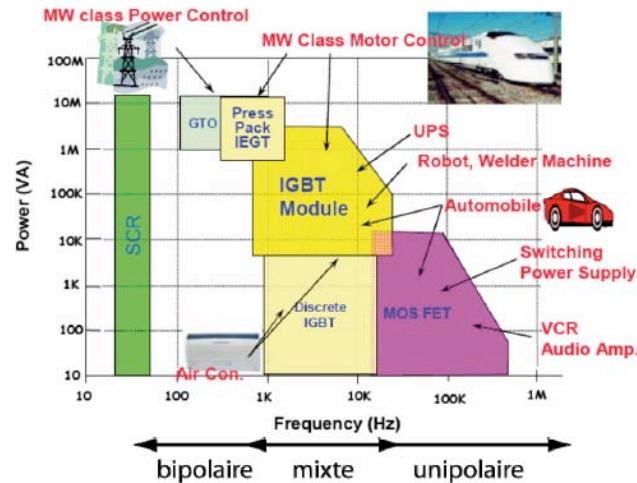 MW class Power Control
MW Class Motor Control
100M
10M
1M
100K
10K
1K
100
10
Power (VA)
SCR
GTO
Press
Pack
IEGT
IGBT
Module
Discrete
IGBT
MOS FET
UPS
Robot, Welder Machine
Automobile
Switching
Power Supply
VCR
Audio Amp.
Air Con.
10
100
1K
10K
100K
1M
Frequency (Hz)
bipolaire
mixte
unipolaire